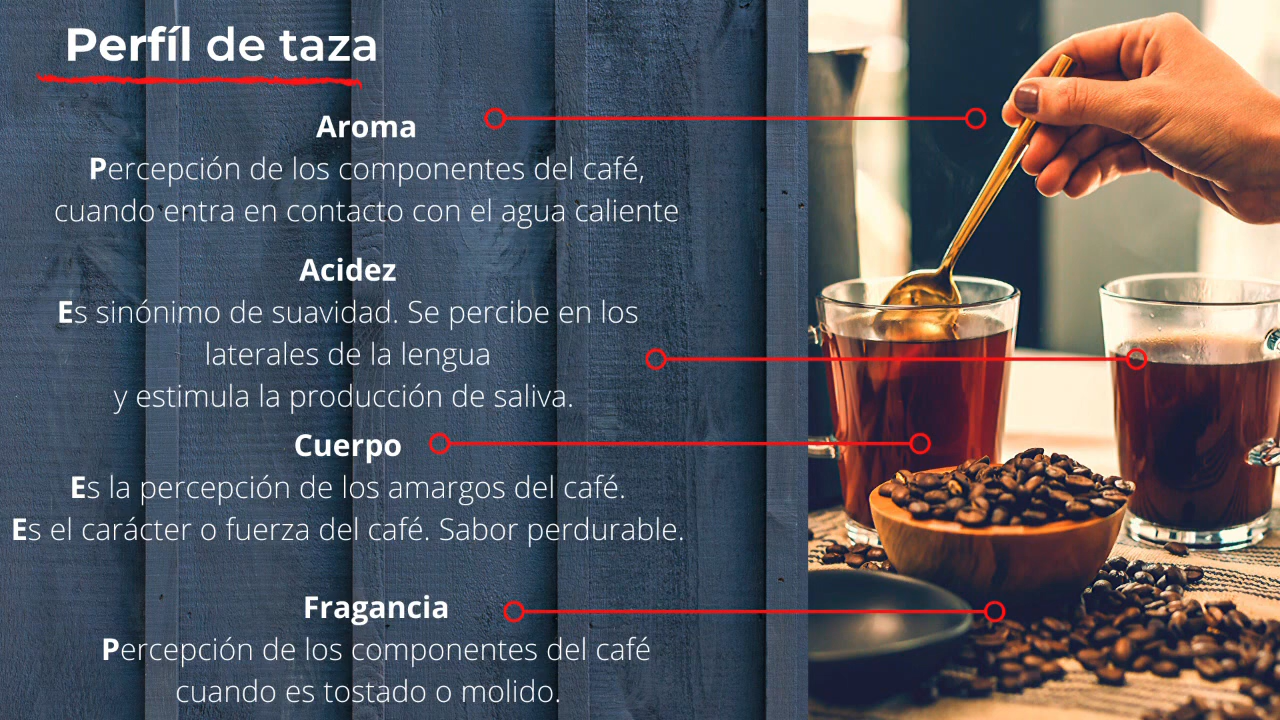 Perfíl de taza
Aroma
Percepción de los componentes del café,
cuando entra en contacto con el agua caliente
Acidez
Es sinónimo de suavidad. Se percibe en los
laterales de la lengua
y estimula la producción de saliva.
Cuerpo
Es la percepción de los amargos del café.
Es el carácter o fuerza del café. Sabor perdurable.
Fragancia
Percepción de los componentes del café
cuando es tostado o molido.